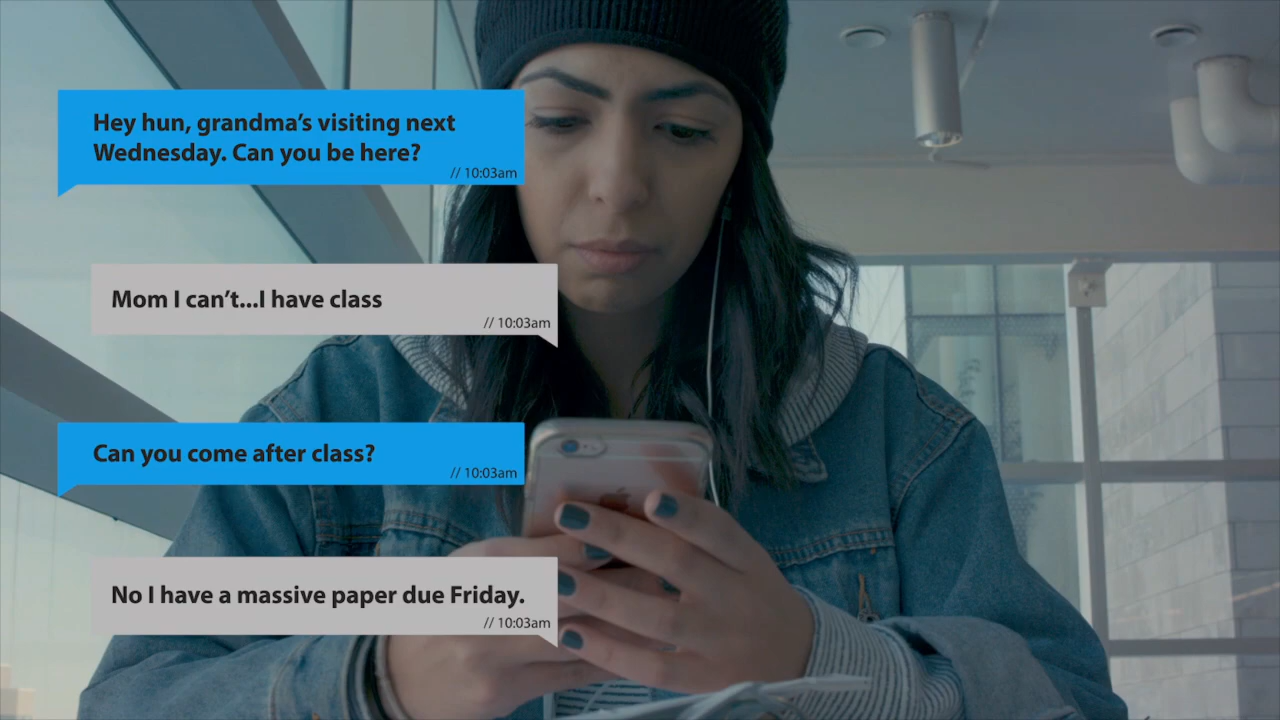 Hey hun, grandma’s visiting next
Wednesday. Can you be here?
// 10:03am
Mom I can’t...I have class
// 10:03am
Can you come after class?
// 10:03am
No I have a massive paper due Friday.
// 10:03am